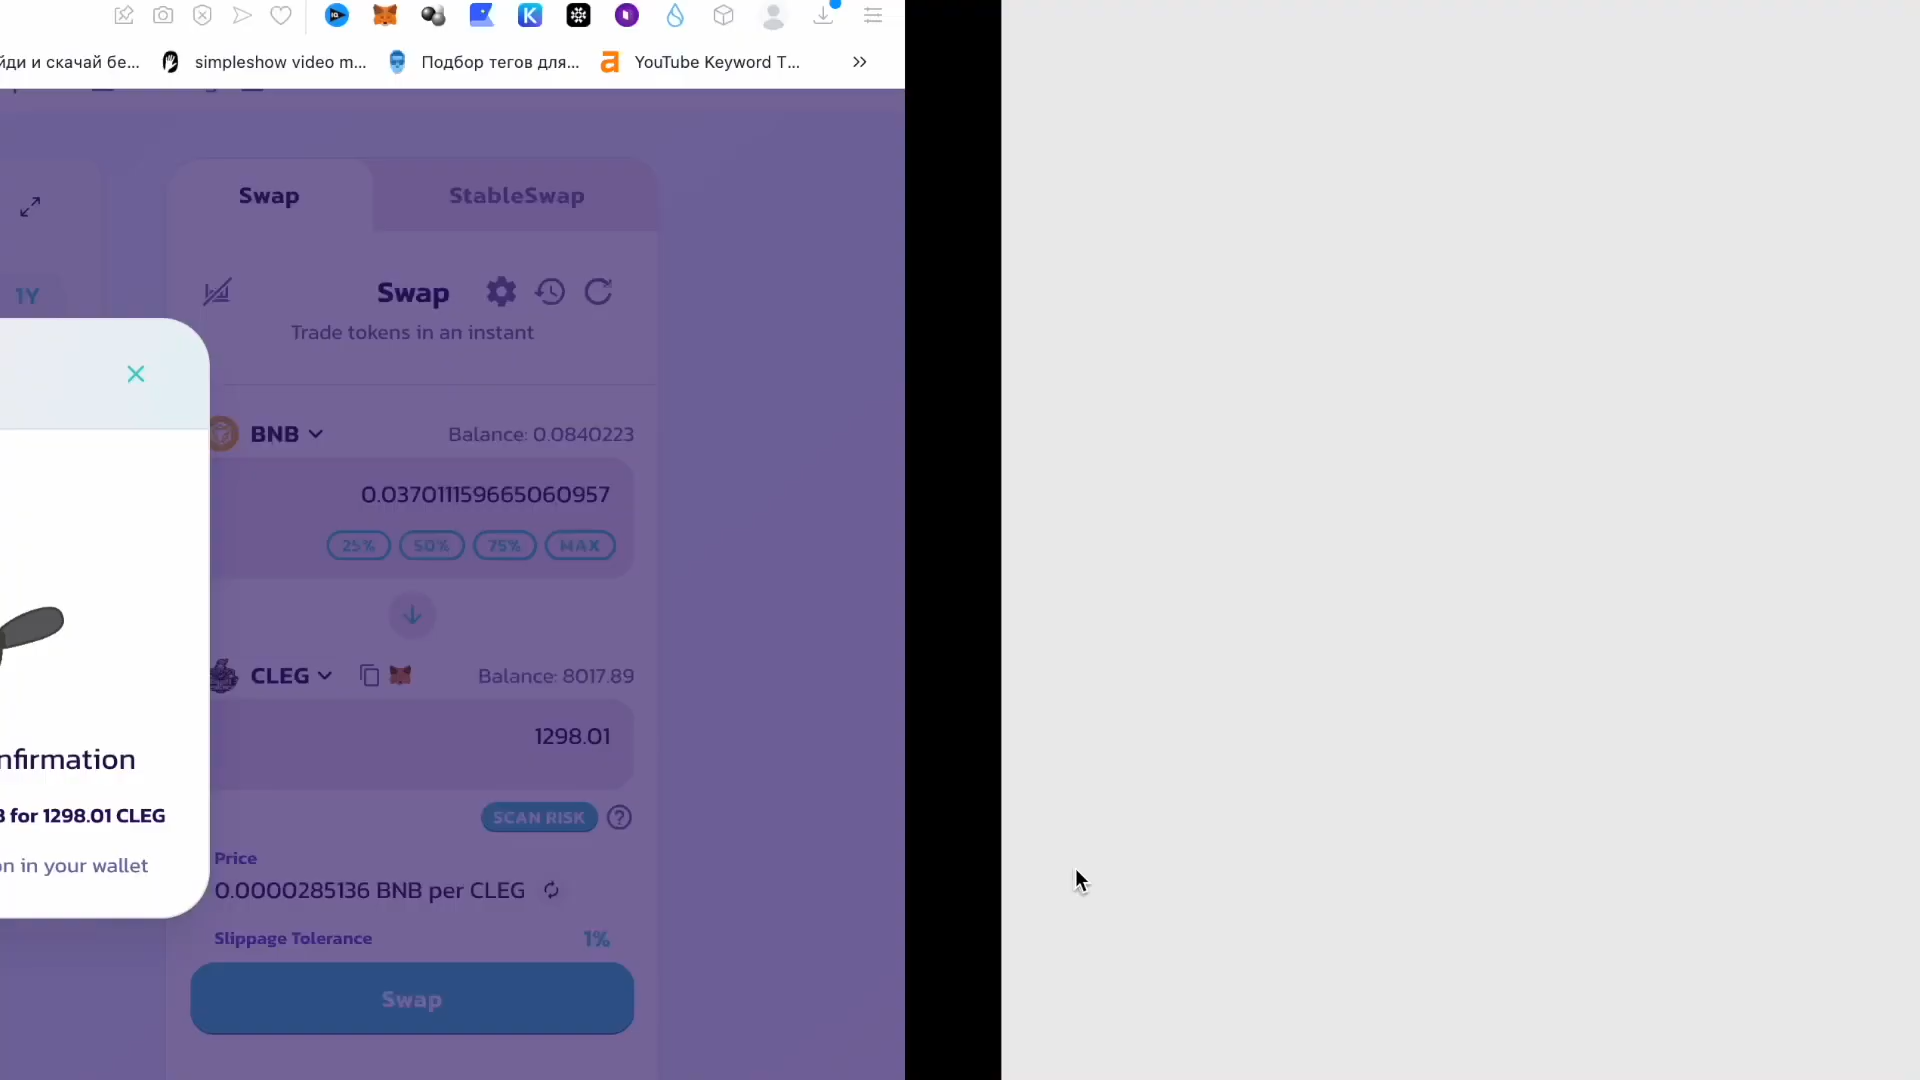 йди и скачай бе...
simpleshow video m...
Подбор тегов для...
YouTube Keyword T...
Swap
StableSwap
1Y
Swap
Trade tokens in an instant
BNB
Balance: 0.0840223
0.037011159665060957
25%
50%
75%
MAX
CLEG
Balance: 8017.89
1298.01
nfirmation
SCAN RISK
B for 1298.01 CLEG
Price
on in your wallet
0.0000285136 BNB per CLEG
Slippage Tolerance
1%
Swap